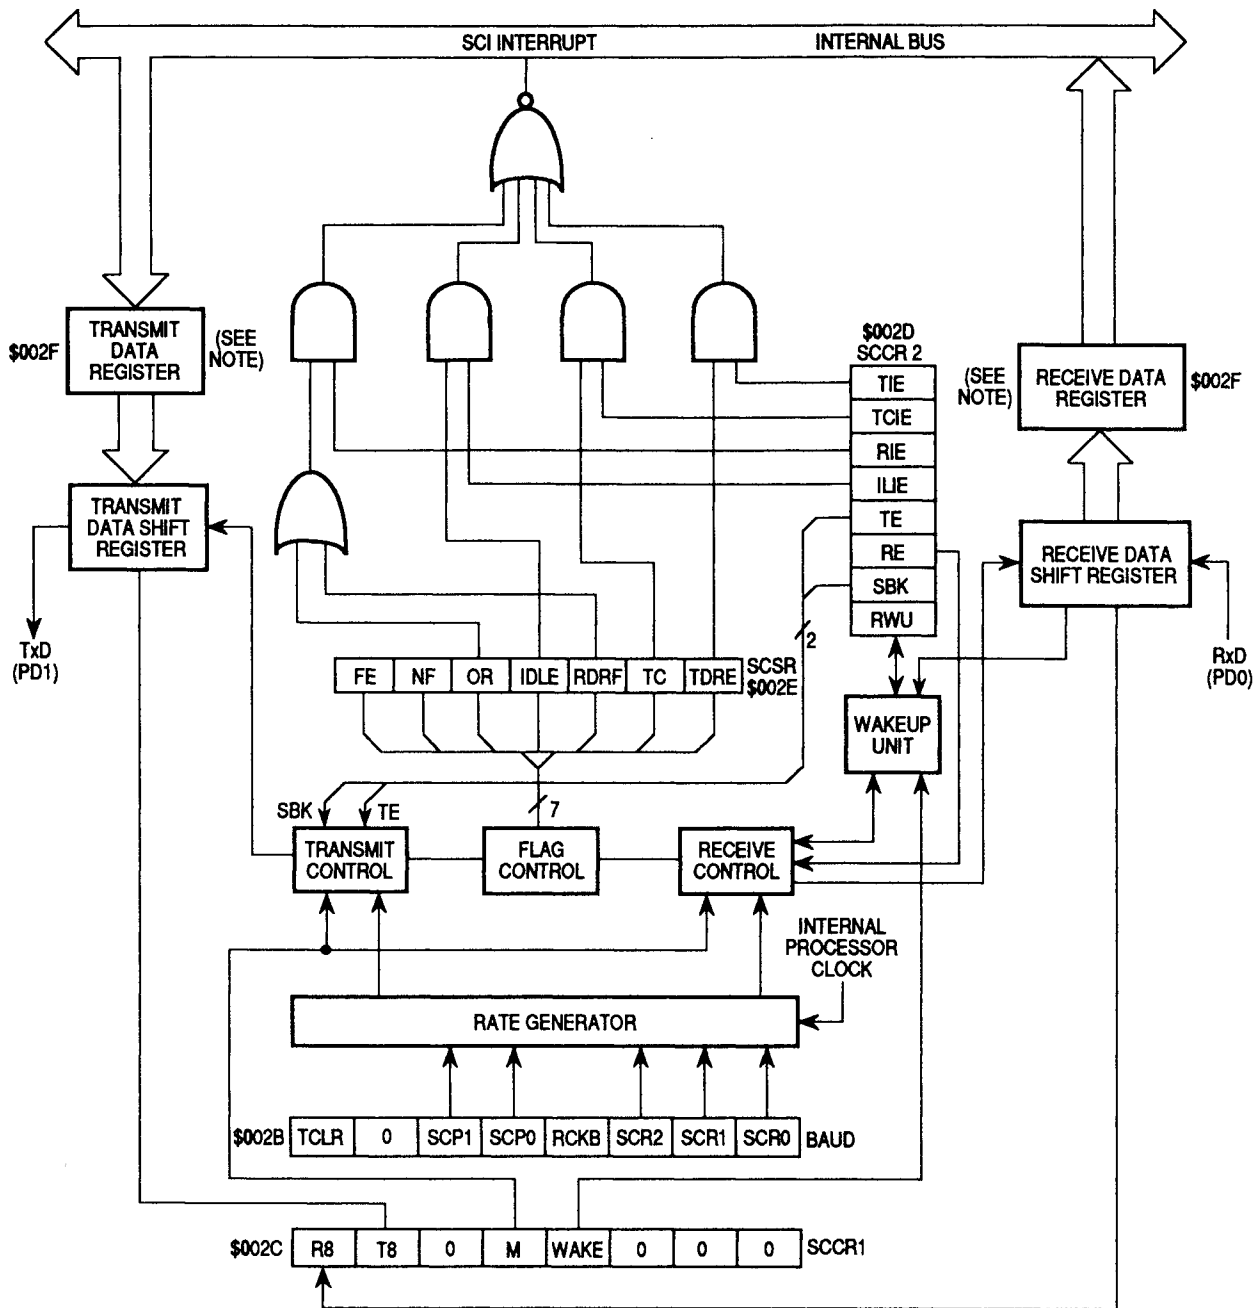 SCI INTERRUPT
INTERNAL BUS
$002F
TRANSMIT
DATA
REGISTER
(SEE
NOTE)
TRANSMIT
DATA SHIFT
REGISTER
TxD
(PD1)
$002D
SCCR 2
TIE
TCIE
RIE
ILIE
TE
RE
SBK
RWU
(SEE
NOTE)
RECEIVE DATA
REGISTER
$002F
RECEIVE DATA
SHIFT REGISTER
RxD
(PD0)
2
FE NF OR IDLE RDRF TC TDRE
SCSR
$002E
WAKEUP
UNIT
SBK
TE
7
TRANSMIT
CONTROL
FLAG
CONTROL
RECEIVE
CONTROL
INTERNAL
PROCESSOR
CLOCK
RATE GENERATOR
$002B TCLR 0 SCP1 SCP0 RCKB SCR2 SCR1 SCR0 BAUD
$002C R8 T8 0 M WAKE 0 0 0 SCCR1